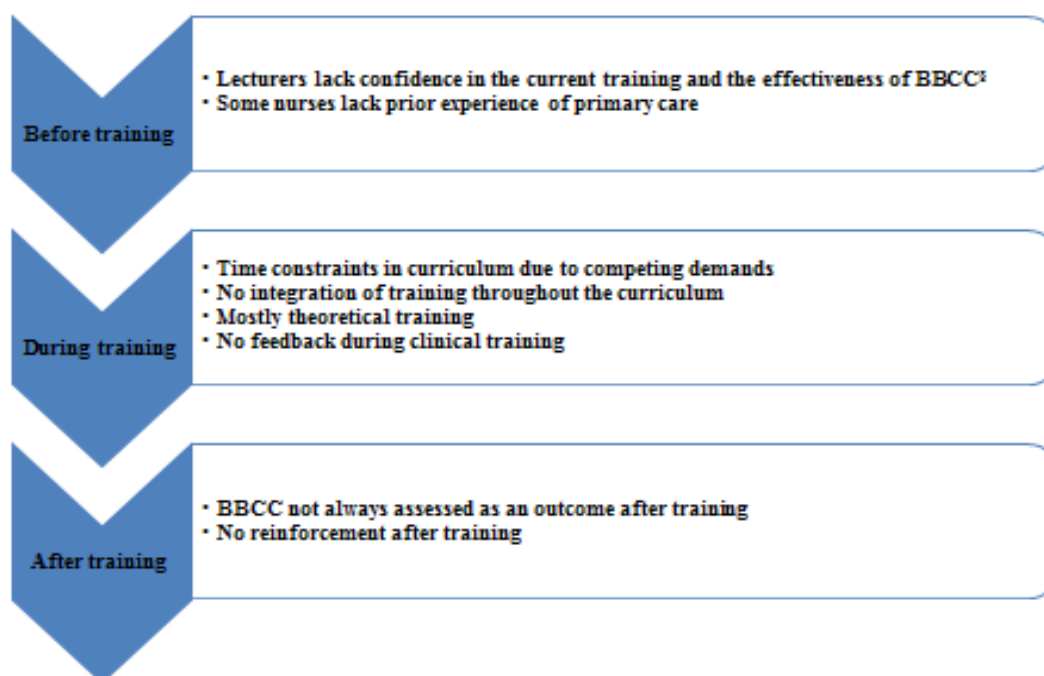 Before training
· Lecturers lack confidence in the current training and the effectiveness of BBCC²
· Some nurses lack prior experience of primary care
During training
· Time constraints in curriculum due to competing demands
· No integration of training throughout the curriculum
· Mostly theoretical training
· No feedback during clinical training
After training
· BBCC not always assessed as an outcome after training
· No reinforcement after training